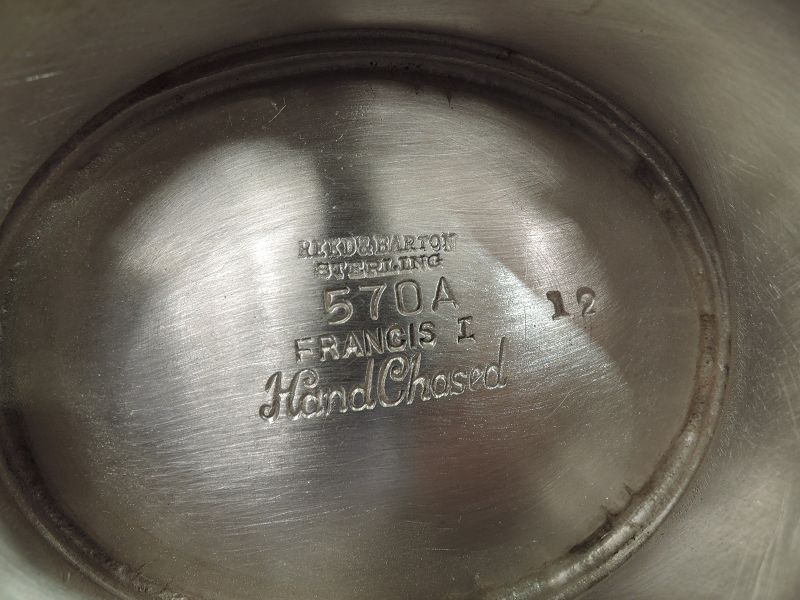 REED&BARTON
STERLING
570A
12
FRANCIS I
Hand Chased